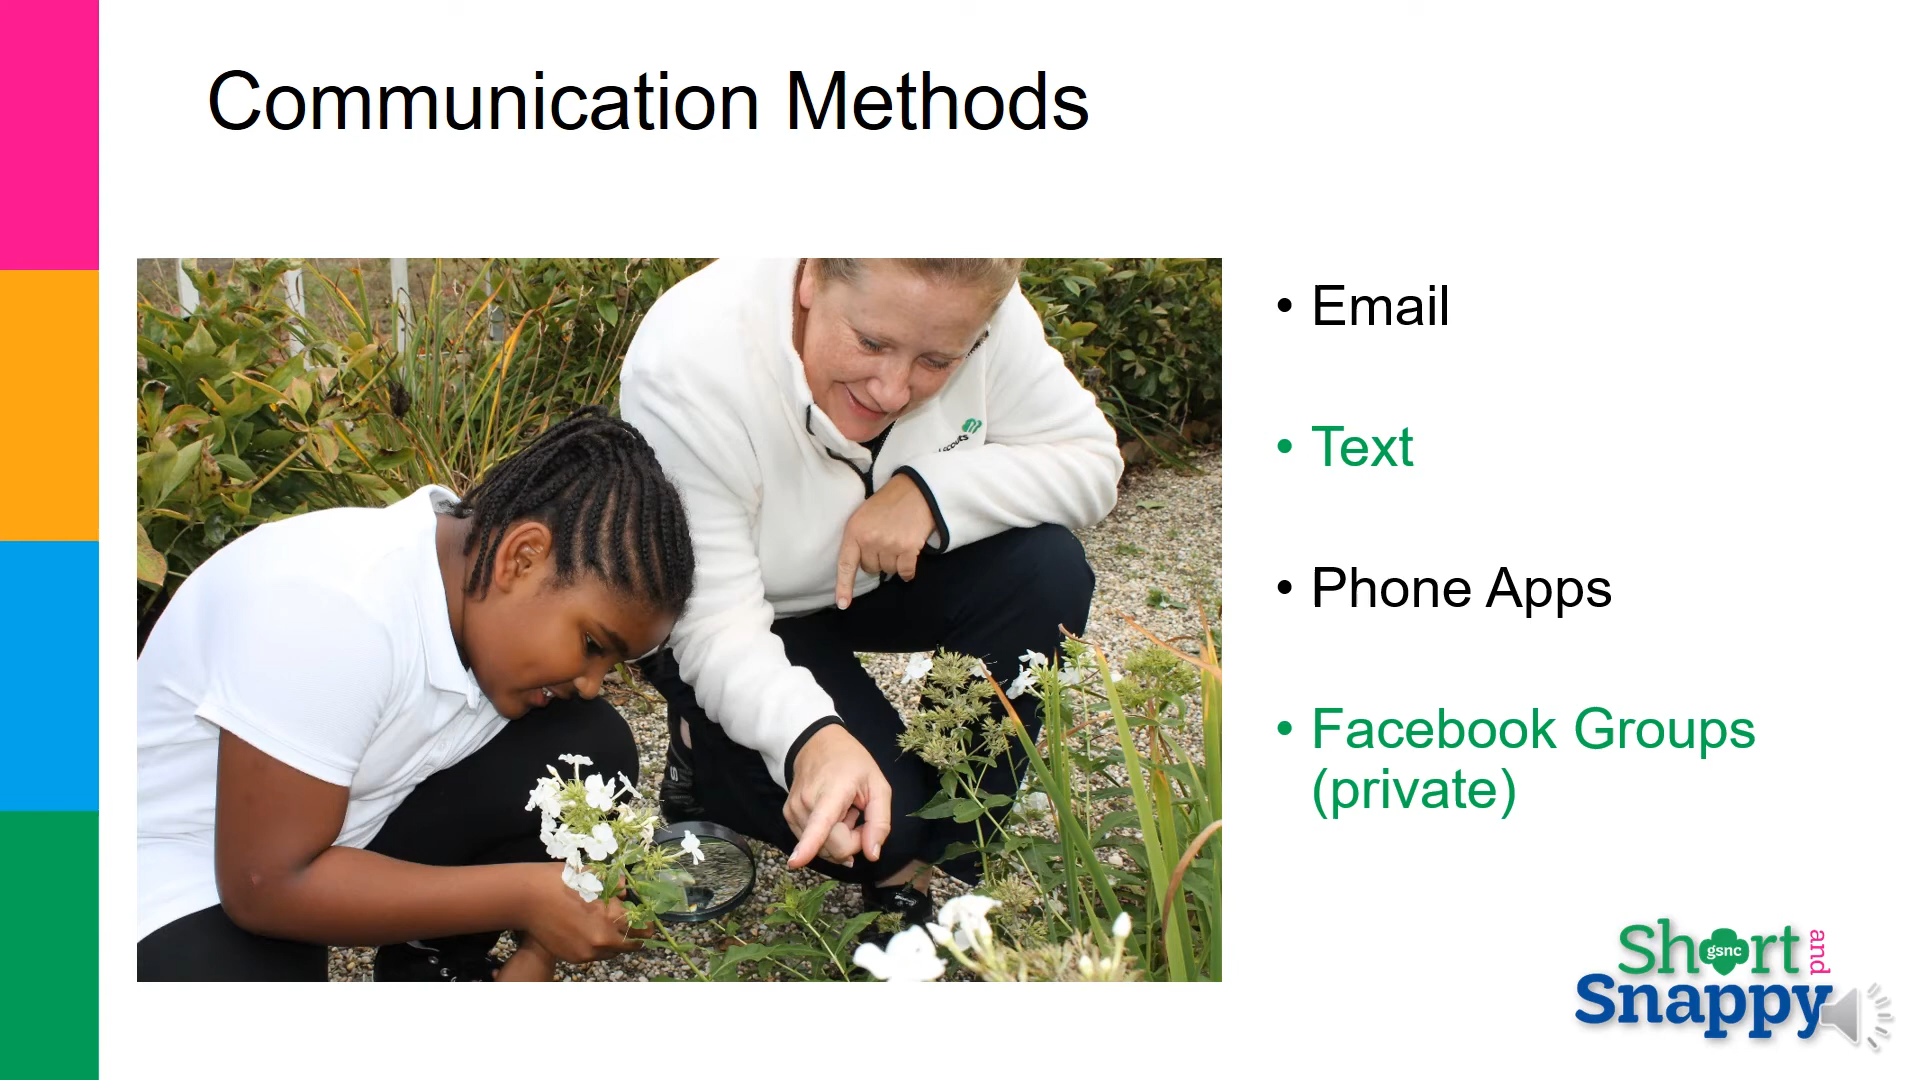 Communication Methods
• Email
• Text
• Phone Apps
• Facebook Groups
(private)
Short and
gsnc
Snappy